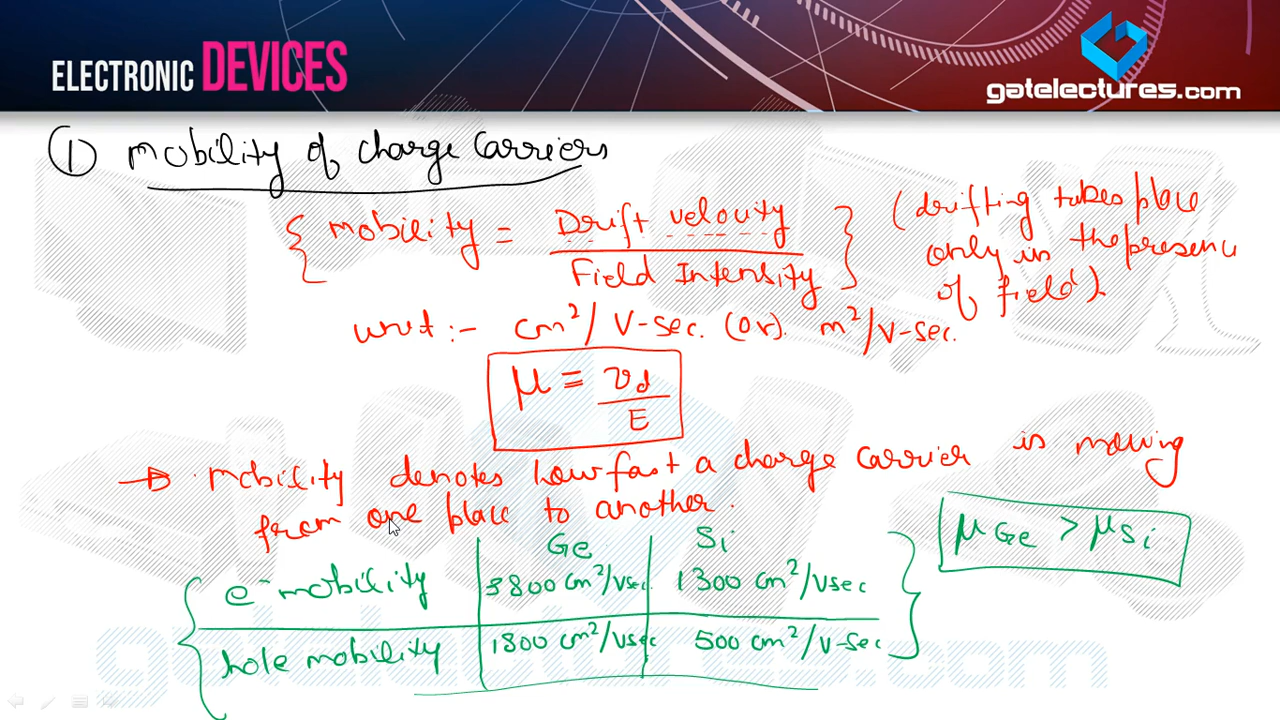 ELECTRONIC DEVICES
gatelectures.com
① mobility of charge carriers
{ mobility = Drift velouity / Field Intensity } (drifting takes place only in the presence of field).
unit :- cm²/V-sec. (or). m²/V-sec.
μ = vd / E
→ mobility denotes how fast a charge carrier is moving
from one place to another.
μGe > μSi
Ge Si
e⁻ mobility 3800 cm²/Vsec 1300 cm²/Vsec
hole mobility 1800 cm²/Vsec 500 cm²/V-sec